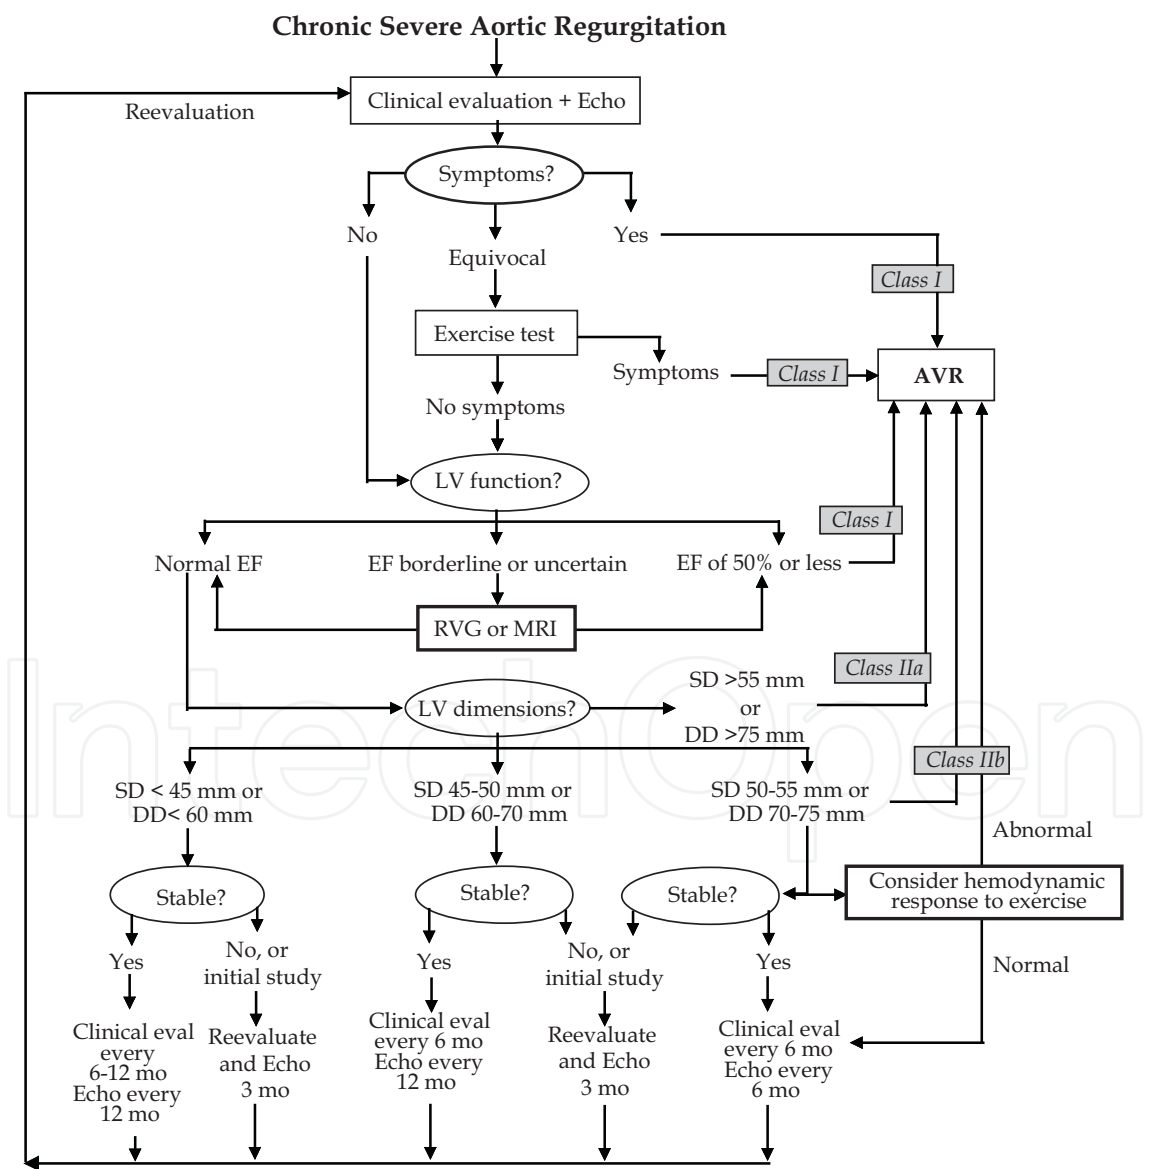 Chronic Severe Aortic Regurgitation
Reevaluation
Clinical evaluation + Echo
Symptoms?
No
Yes
Equivocal
Class I
Exercise test
Symptoms
Class I
AVR
No symptoms
LV function?
Class I
Normal EF
EF borderline or uncertain
EF of 50% or less
RVG or MRI
Class IIa
LV dimensions?
SD >55 mm
or
DD >75 mm
Class IIb
SD < 45 mm or
DD< 60 mm
SD 45-50 mm or
DD 60-70 mm
SD 50-55 mm or
DD 70-75 mm
Abnormal
Stable?
Stable?
Stable?
Consider hemodynamic
response to exercise
Yes
No, or
initial study
Yes
No, or
initial study
Yes
Normal
Clinical eval
every
6-12 mo
Echo every
12 mo
Reevaluate
and Echo
3 mo
Clinical eval
every 6 mo
Echo every
12 mo
Reevaluate
and Echo
3 mo
Clinical eval
every 6 mo
Echo every
6 mo
IntechOpen